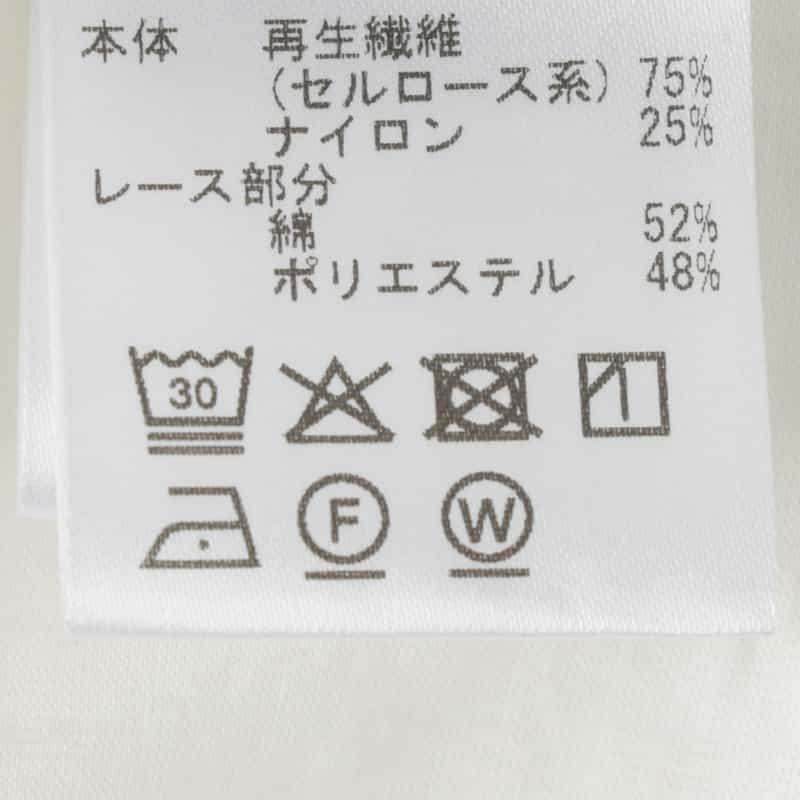 本体 再生繊維
(セルロース系) 75%
ナイロン 25%
レース部分
綿 52%
ポリエステル 48%
30
F W